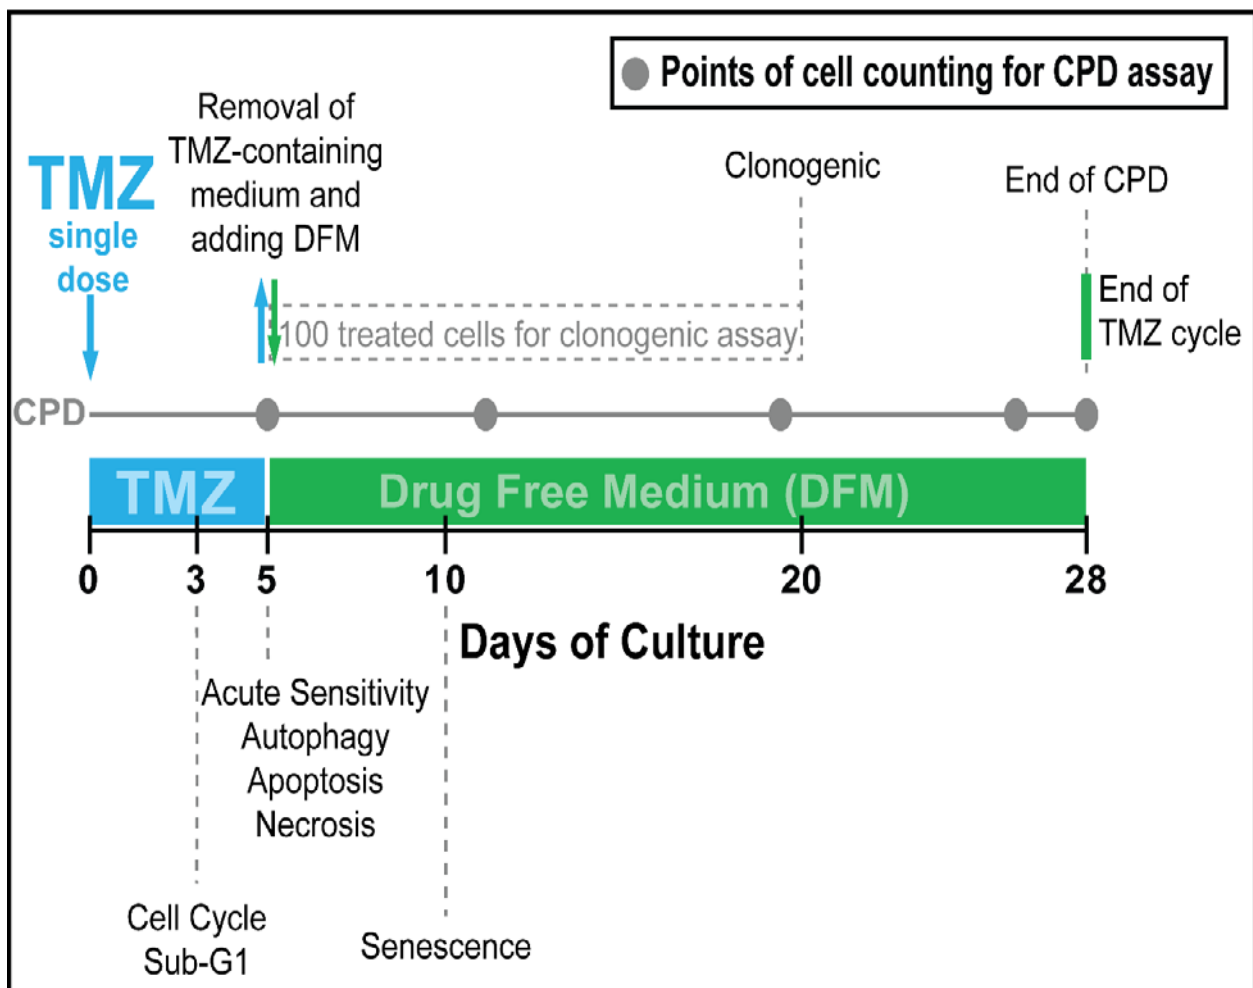 Points of cell counting for CPD assay
TMZ
single
dose
Removal of
TMZ-containing
medium and
adding DFM
Clonogenic
End of CPD
End of
TMZ cycle
100 treated cells for clonogenic assay
CPD
TMZ
Drug Free Medium (DFM)
0 3 5 10 20 28
Days of Culture
Acute Sensitivity
Autophagy
Apoptosis
Necrosis
Cell Cycle
Sub-G1
Senescence